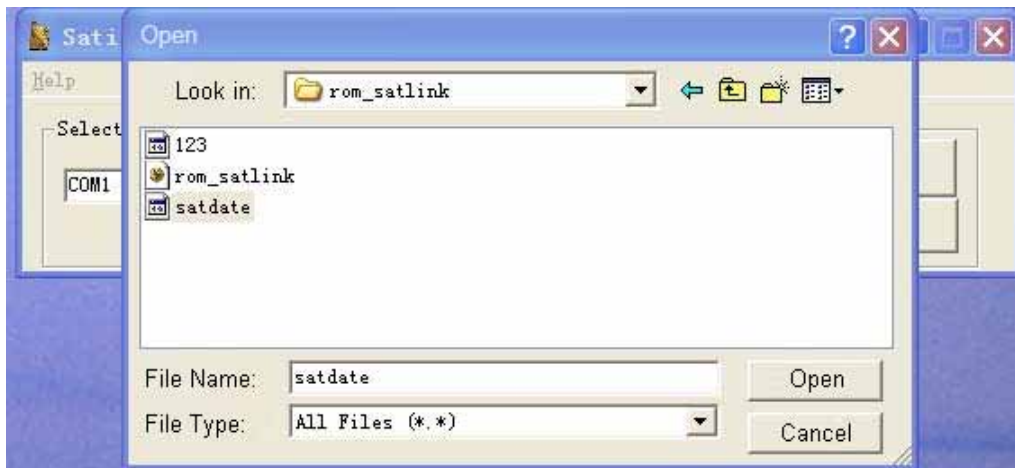 Sati
Open
Help
Look in:
rom_satlink
Select
123
COM1
rom_satlink
satdate
File Name:
satdate
Open
File Type:
All Files (*.*)
Cancel